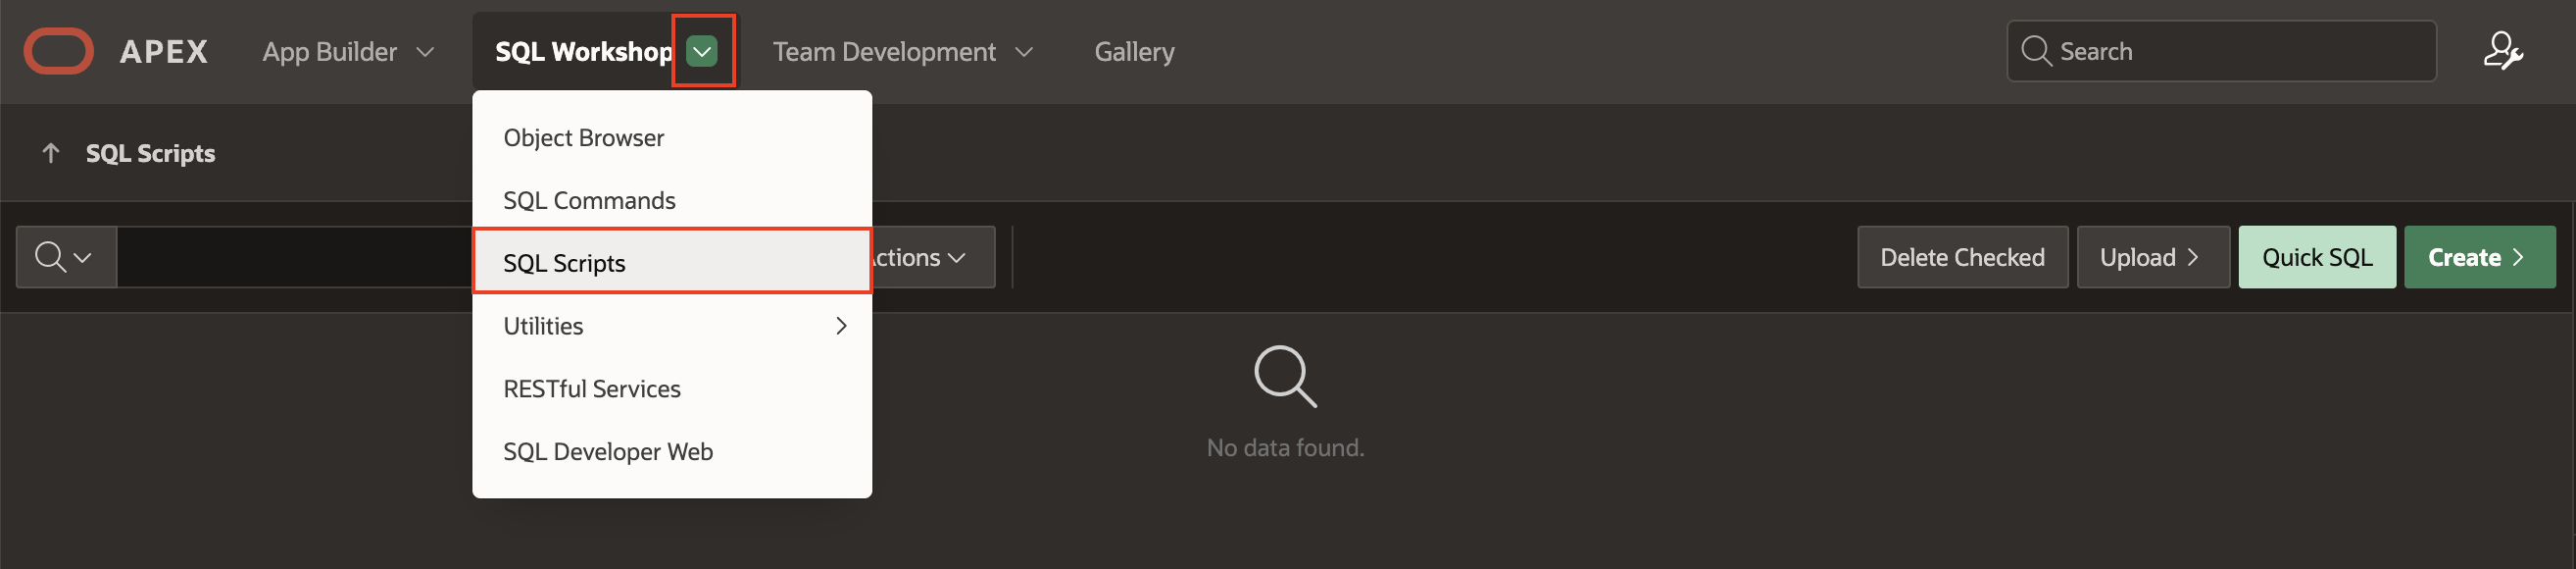 APEX App Builder SQL Workshop Team Development Gallery Search
SQL Scripts
Object Browser
SQL Commands
SQL Scripts
Utilities
RESTful Services
SQL Developer Web
ctions Delete Checked Upload Quick SQL Create
No data found.